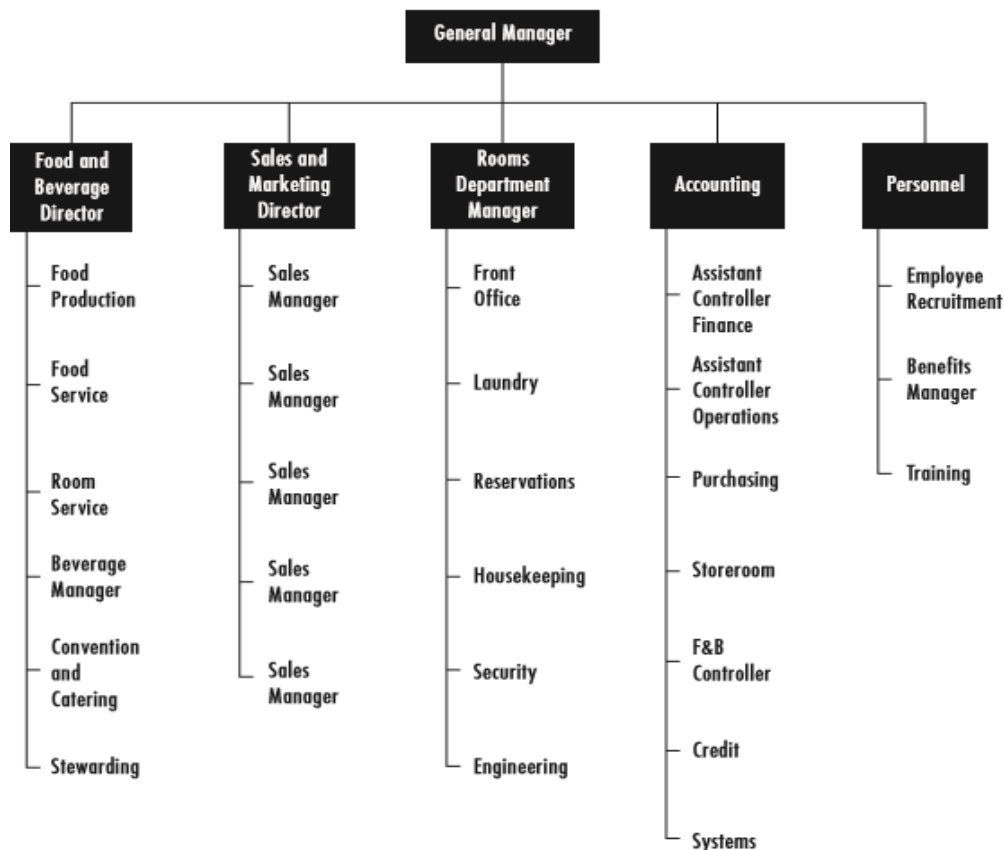 General Manager
Food and
Beverage
Director
Sales and
Marketing
Director
Rooms
Department
Manager
Accounting
Personnel
Food
Production
Food
Service
Room
Service
Beverage
Manager
Convention
and
Catering
Stewarding
Sales
Manager
Sales
Manager
Sales
Manager
Sales
Manager
Sales
Manager
Front
Office
Laundry
Reservations
Housekeeping
Security
Engineering
Assistant
Controller
Finance
Assistant
Controller
Operations
Purchasing
Storeroom
F&B
Controller
Credit
Systems
Employee
Recruitment
Benefits
Manager
Training